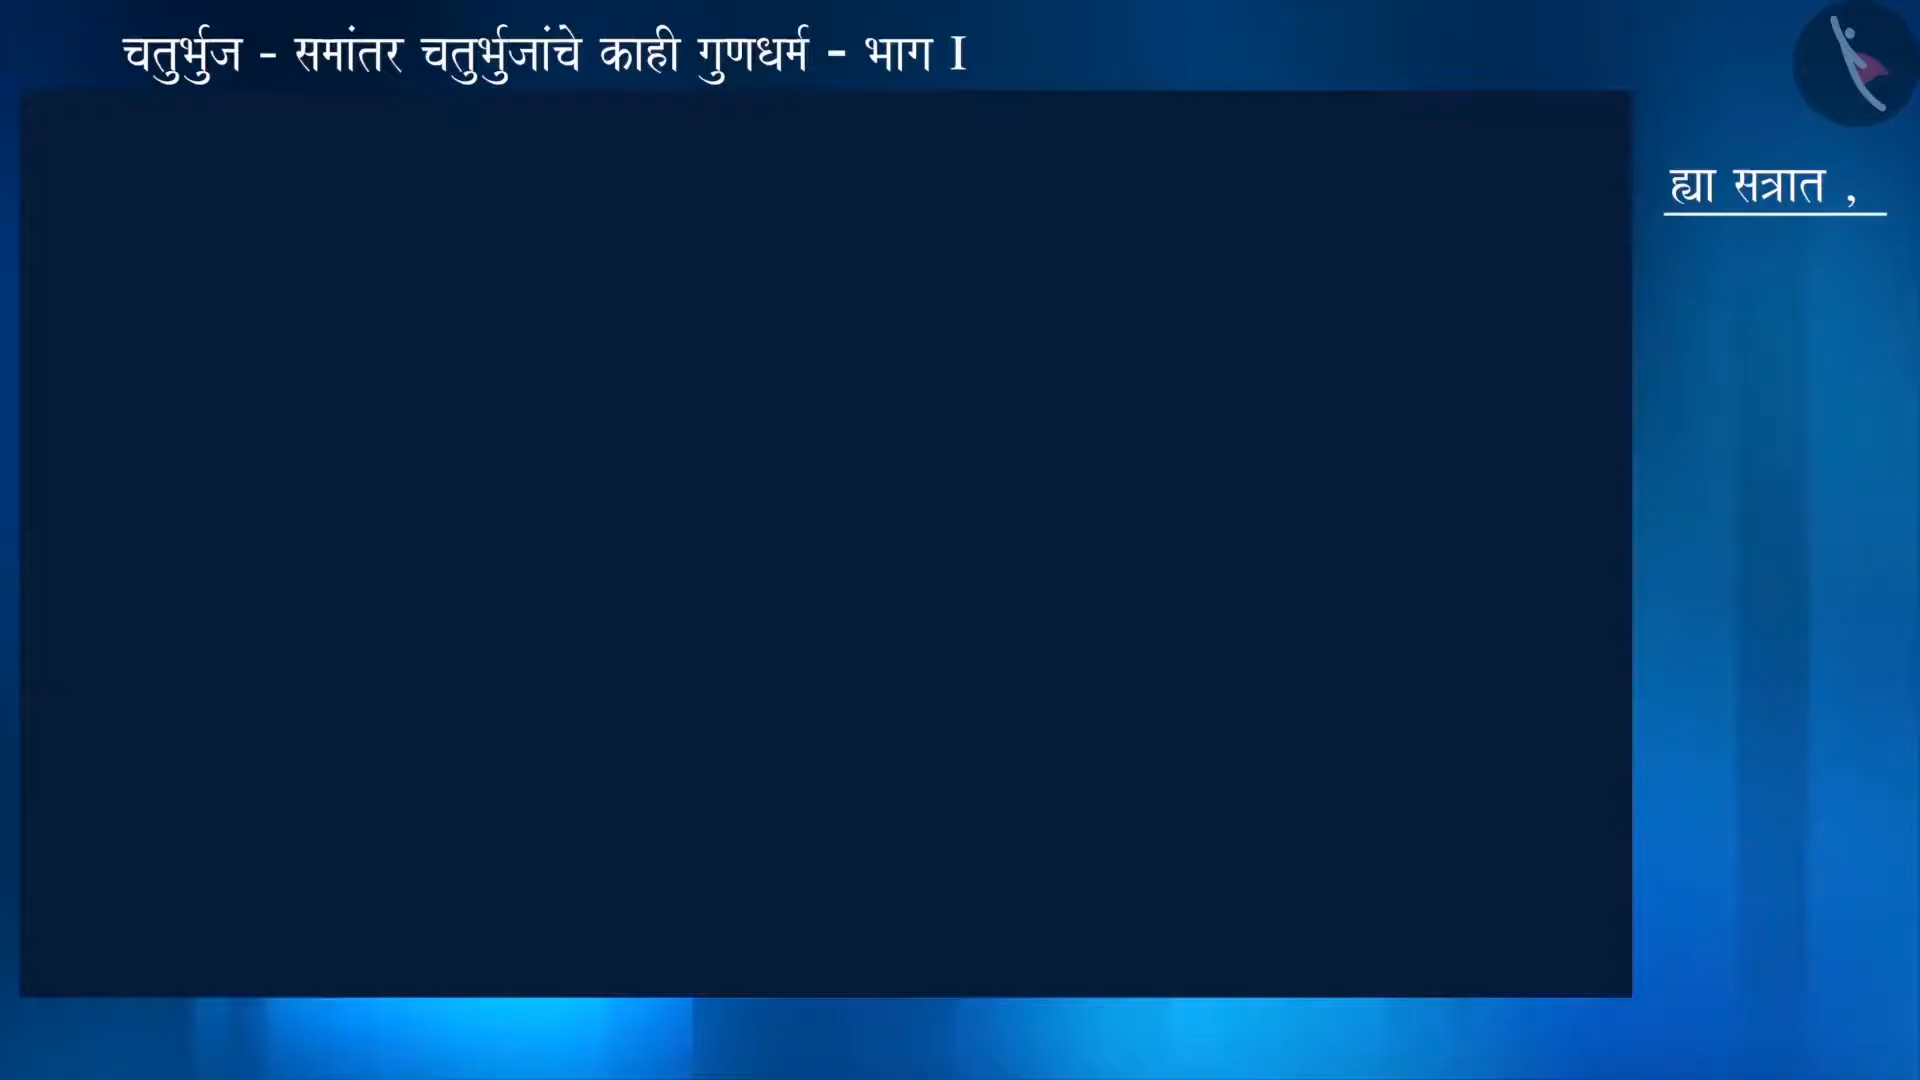 चतुर्भुज - समांतर चतुर्भुजांचे काही गुणधर्म - भाग I
ह्या सत्रात ,